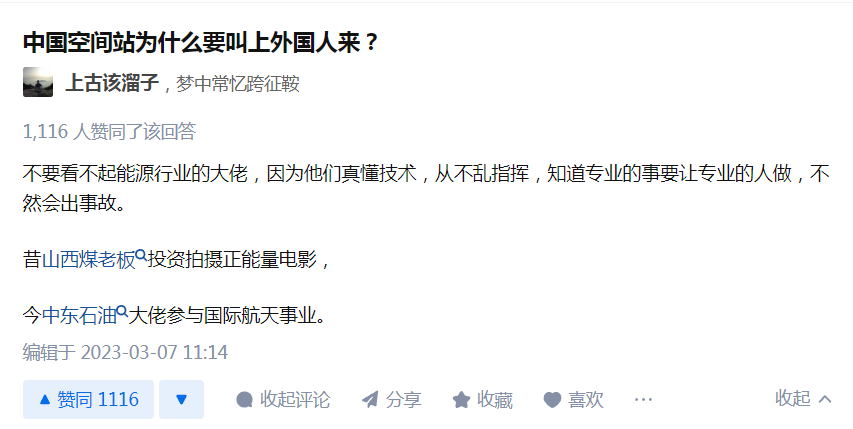 中国空间站为什么要叫上外国人来？
上古该溜子，梦中常忆跨征鞍
1,116 人赞同了该回答
不要看不起能源行业的大佬，因为他们真懂技术，从不乱指挥，知道专业的事要让专业的人做，不
然会出事故。
昔山西煤老板投资拍摄正能量电影，
今中东石油大佬参与国际航天事业。
编辑于 2023-03-07 11:14
赞同 1116 收起评论 分享 收藏 喜欢 ··· 收起